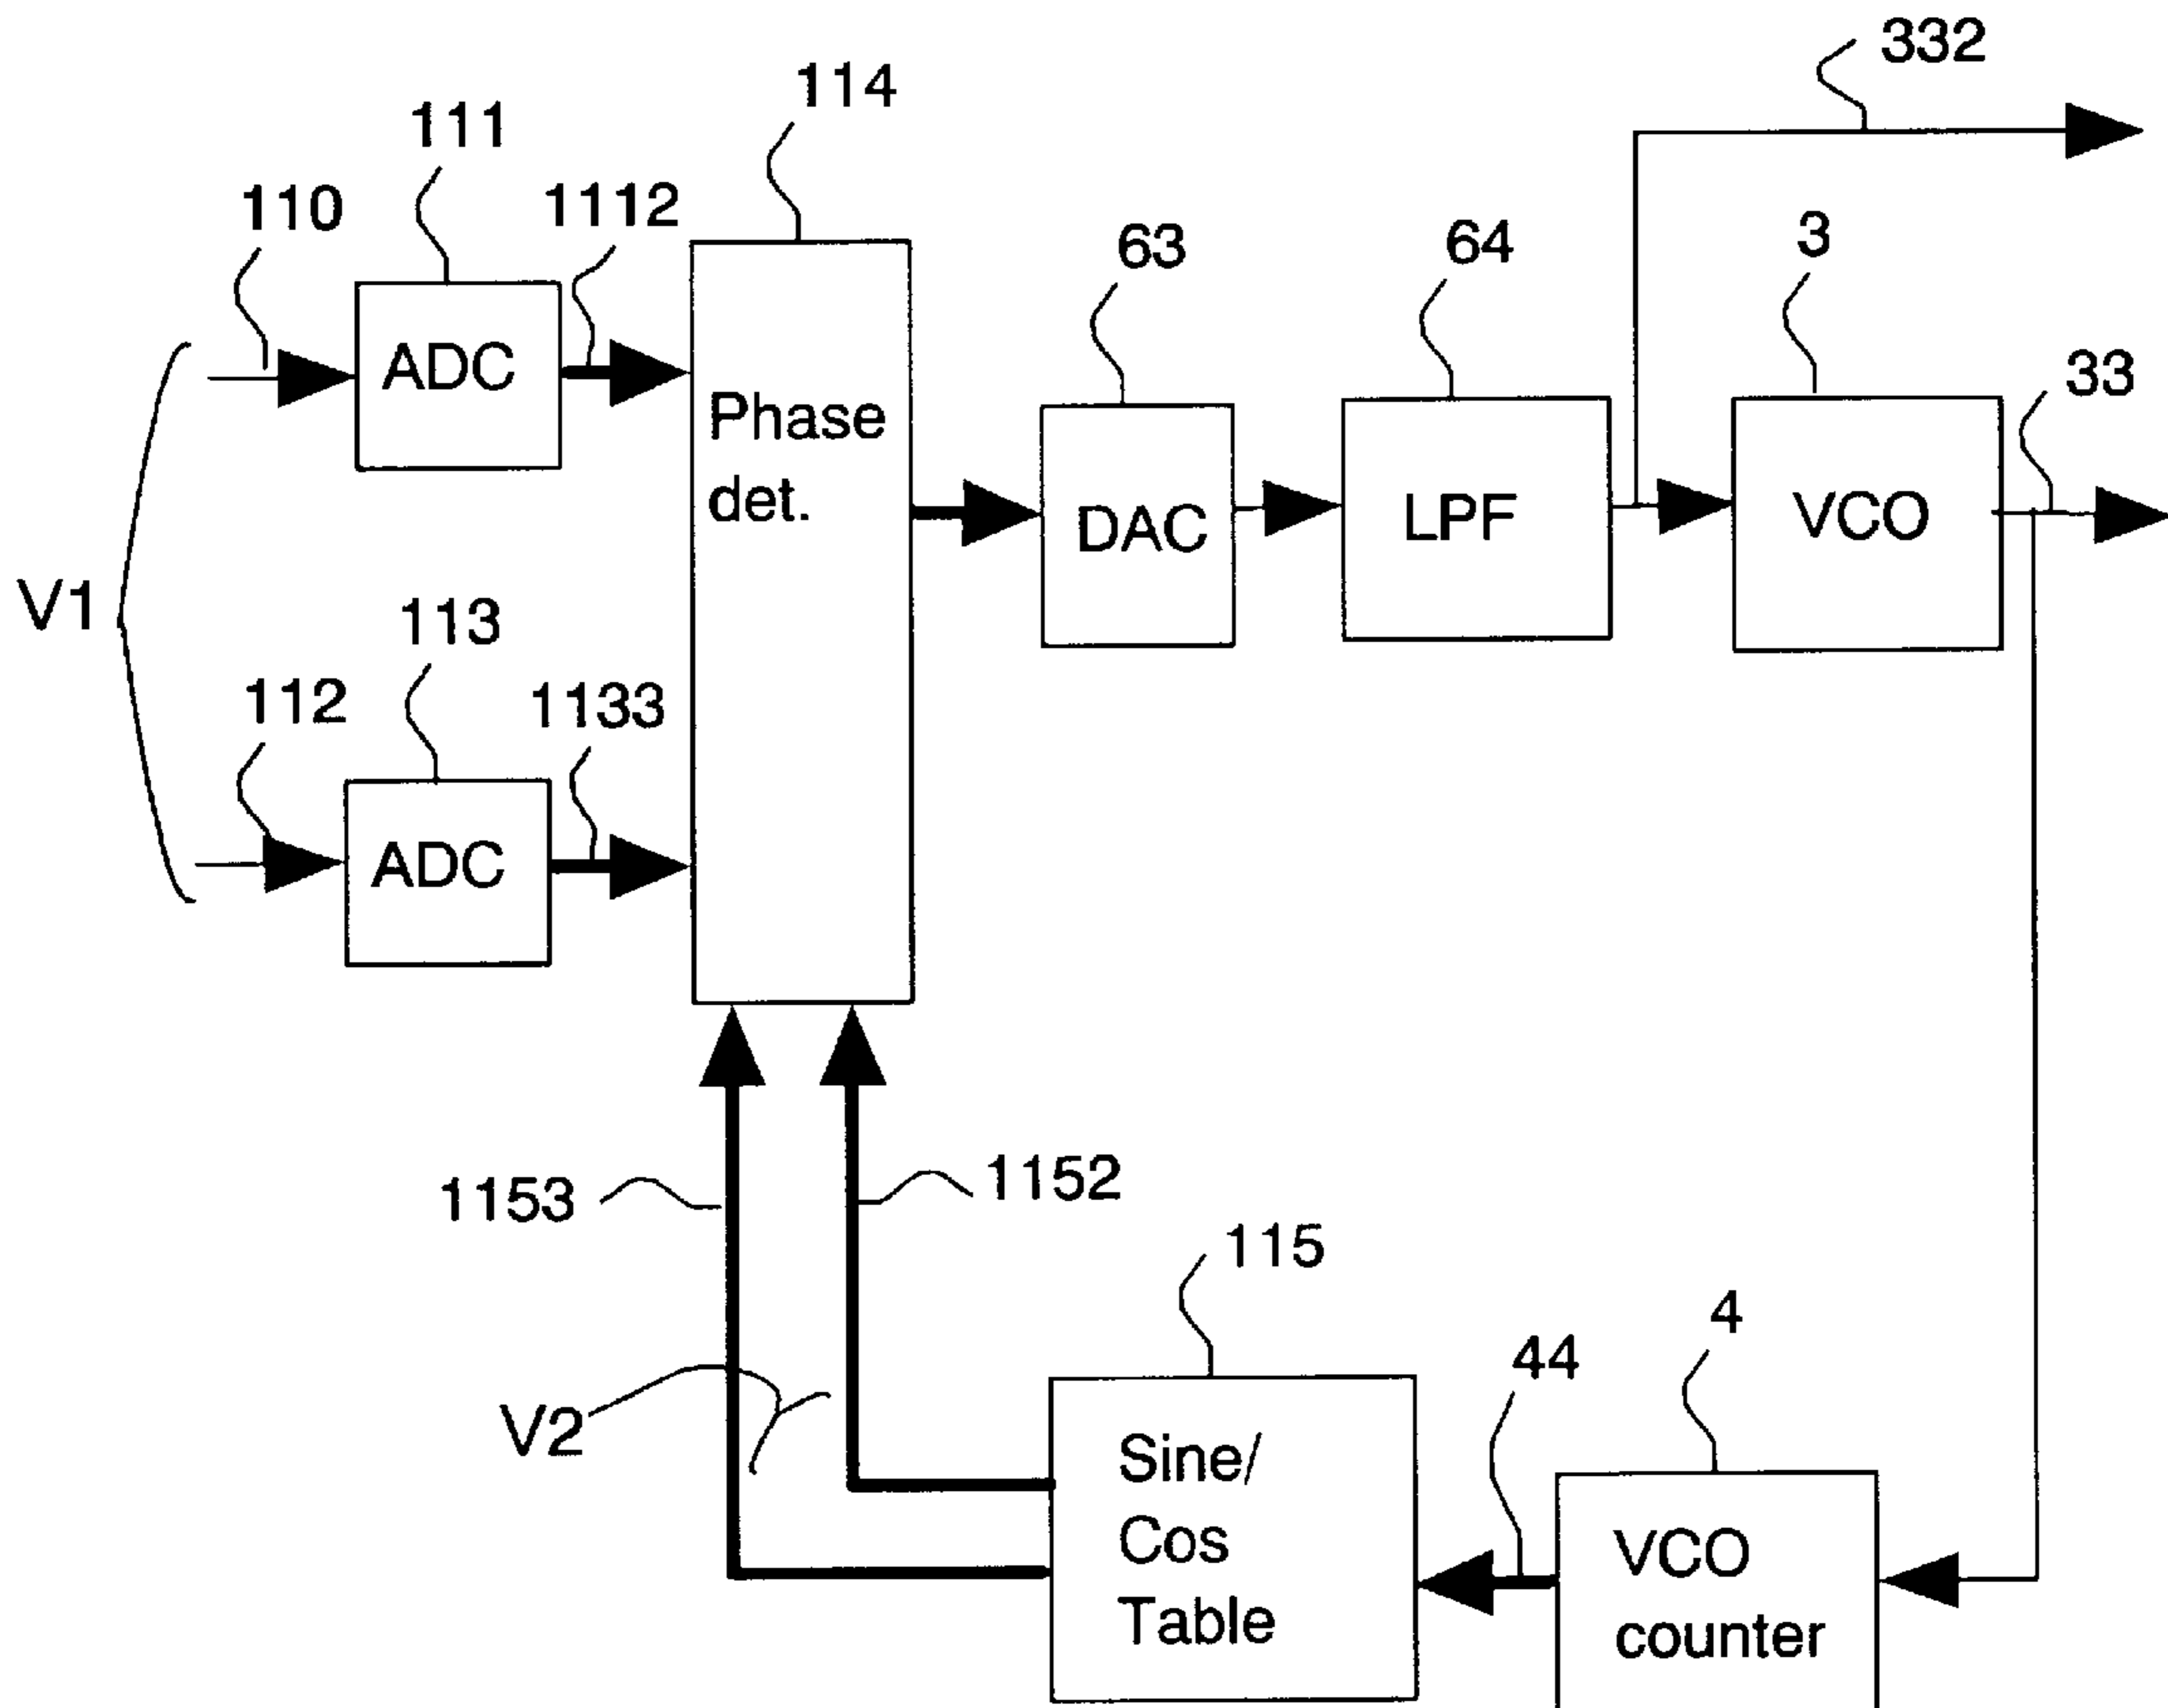 332
114
111
110
1112
63
64
3
33
ADC
Phase
det.
DAC
LPF
VCO
V1
113
112
1133
ADC
1153
1152
115
4
44
V2
Sine/
Cos
Table
VCO
counter